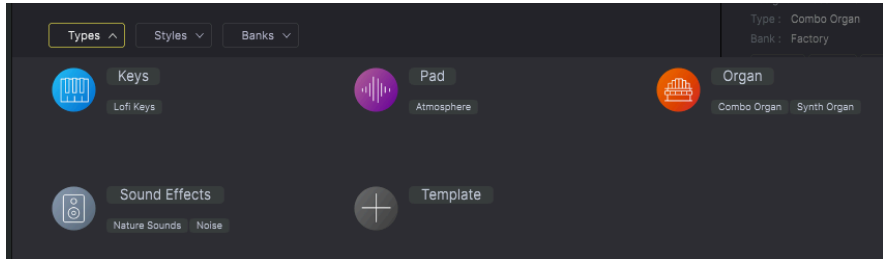 Type : Combo Organ
Types Styles Banks
Bank : Factory
Keys Pad Organ
Lofi Keys Atmosphere Combo Organ Synth Organ
Sound Effects Template
Nature Sounds Noise